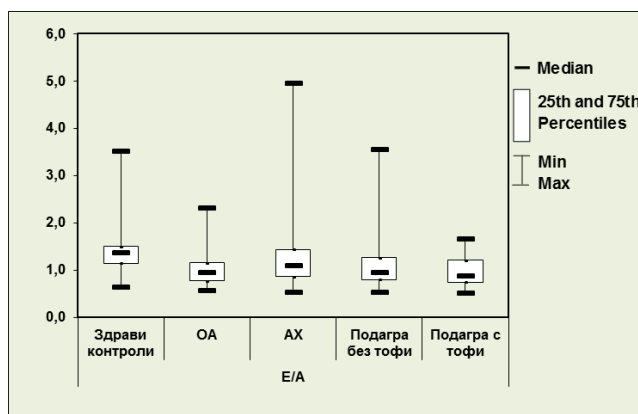 6,0
5,0
4,0
3,0
2,0
1,0
0,0
Здрави
контроли
ОА
АХ
Подагра
без тофи
Подагра с
тофи
E/A
Median
25th and 75th
Percentiles
Min
Max